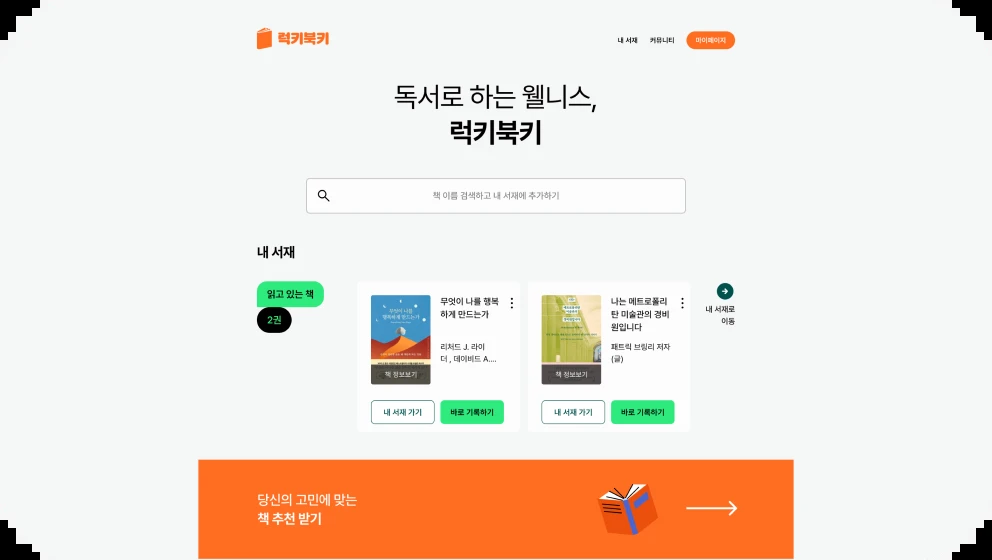 럭키북키
내 서재
커뮤니티
마이페이지
독서로 하는 웰니스,
럭키북키
책 이름 검색하고 내 서재에 추가하기
내 서재
읽고 있는 책
2권
무엇이 나를 행복
하게 만드는가
리처드 J. 라이
더 , 데이비드 A....
책 정보보기
내 서재 가기
바로 기록하기
나는 메트로폴리
탄 미술관의 경비
원입니다
패트릭 브링리 저자
(글)
책 정보보기
내 서재 가기
바로 기록하기
내 서재로
이동
당신의 고민에 맞는
책 추천 받기